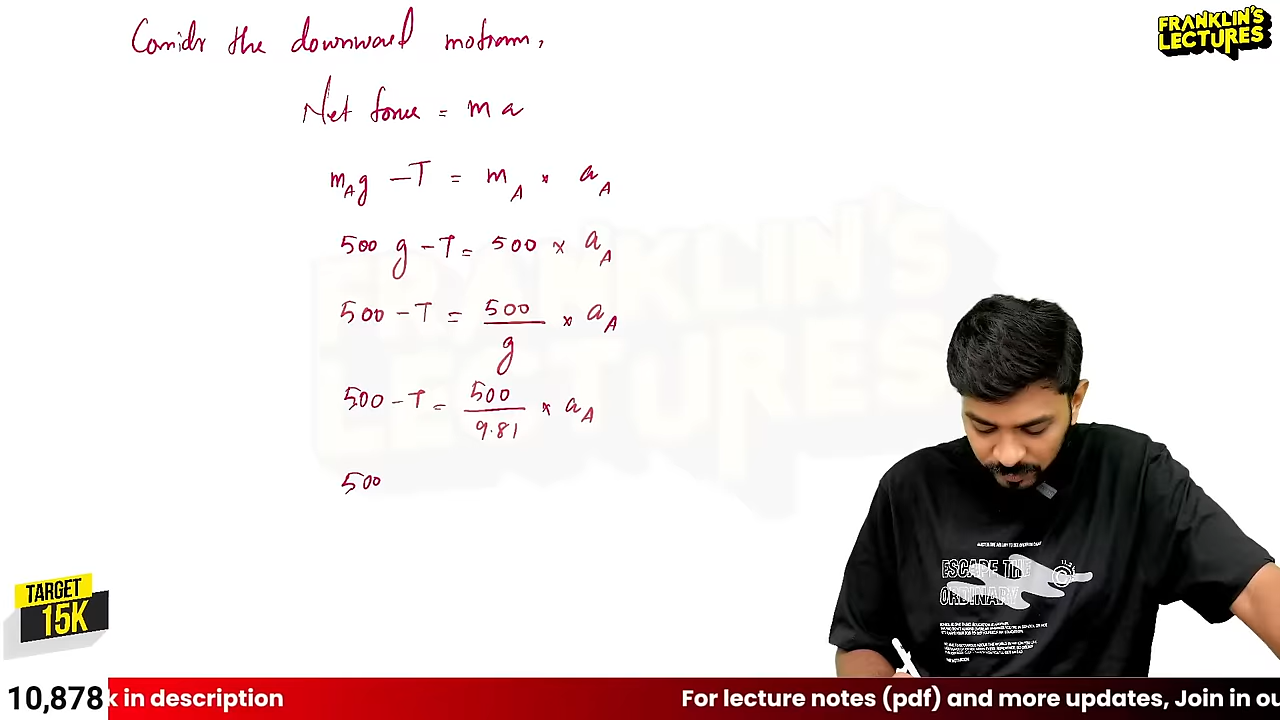 Consider the downward motion,
FRANKLIN'S
LECTURES
Net force = m a
m_A g - T = m_A × a_A
500 g - T = 500 × a_A
500 - T = 500/g × a_A
500 - T = 500/9.81 × a_A
500
FRANKLIN'S
LECTURES
ESCAPE THE
ORDINARY
TARGET
15K
10,878
k in description
For lecture notes (pdf) and more updates, Join in ou